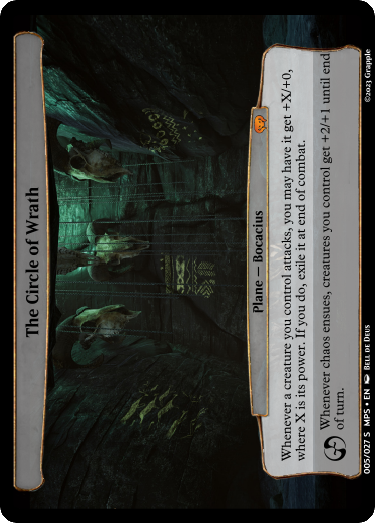 The Circle of Wrath
Plane — Bocacius
Whenever a creature you control attacks, you may have it get +X/+0,
where X is its power. If you do, exile it at end of combat.
Whenever chaos ensues, creatures you control get +2/+1 until end
of turn.
005/027 S MPS • EN BELL DE DEUS
©2023 Grapple